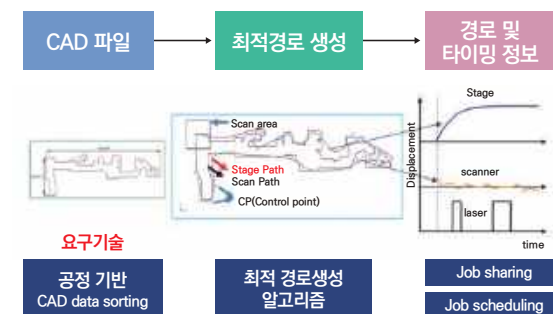 CAD 파일
최적경로 생성
경로 및
타이밍 정보
Scan area
Stage Path
Scan Path
CP(Control point)
Stage
Displacement
scanner
laser
time
요구기술
공정 기반
CAD data sorting
최적 경로생성
알고리즘
Job sharing
Job scheduling